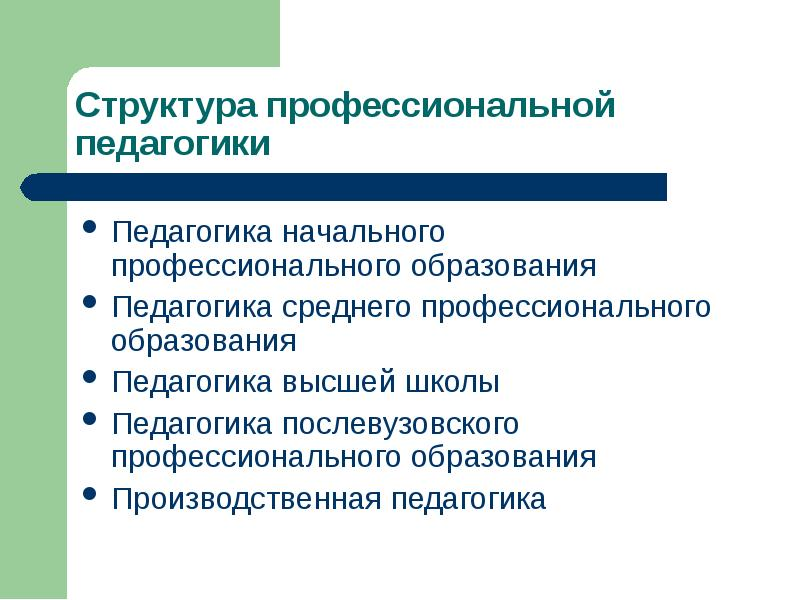 Структура профессиональной
педагогики
Педагогика начального
профессионального образования
Педагогика среднего профессионального
образования
Педагогика высшей школы
Педагогика послевузовского
профессионального образования
Производственная педагогика